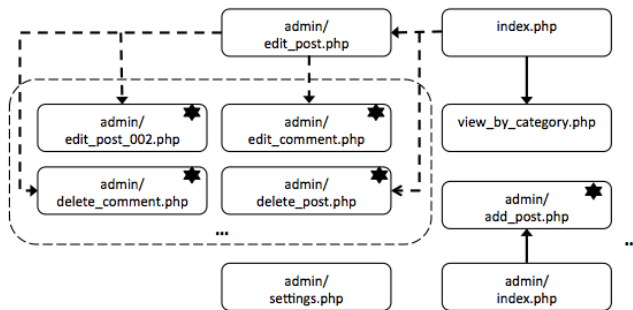 admin/
edit_post.php
index.php
admin/
edit_post_002.php
admin/
edit_comment.php
view_by_category.php
admin/
delete_comment.php
admin/
delete_post.php
admin/
add_post.php
...
...
admin/
settings.php
admin/
index.php